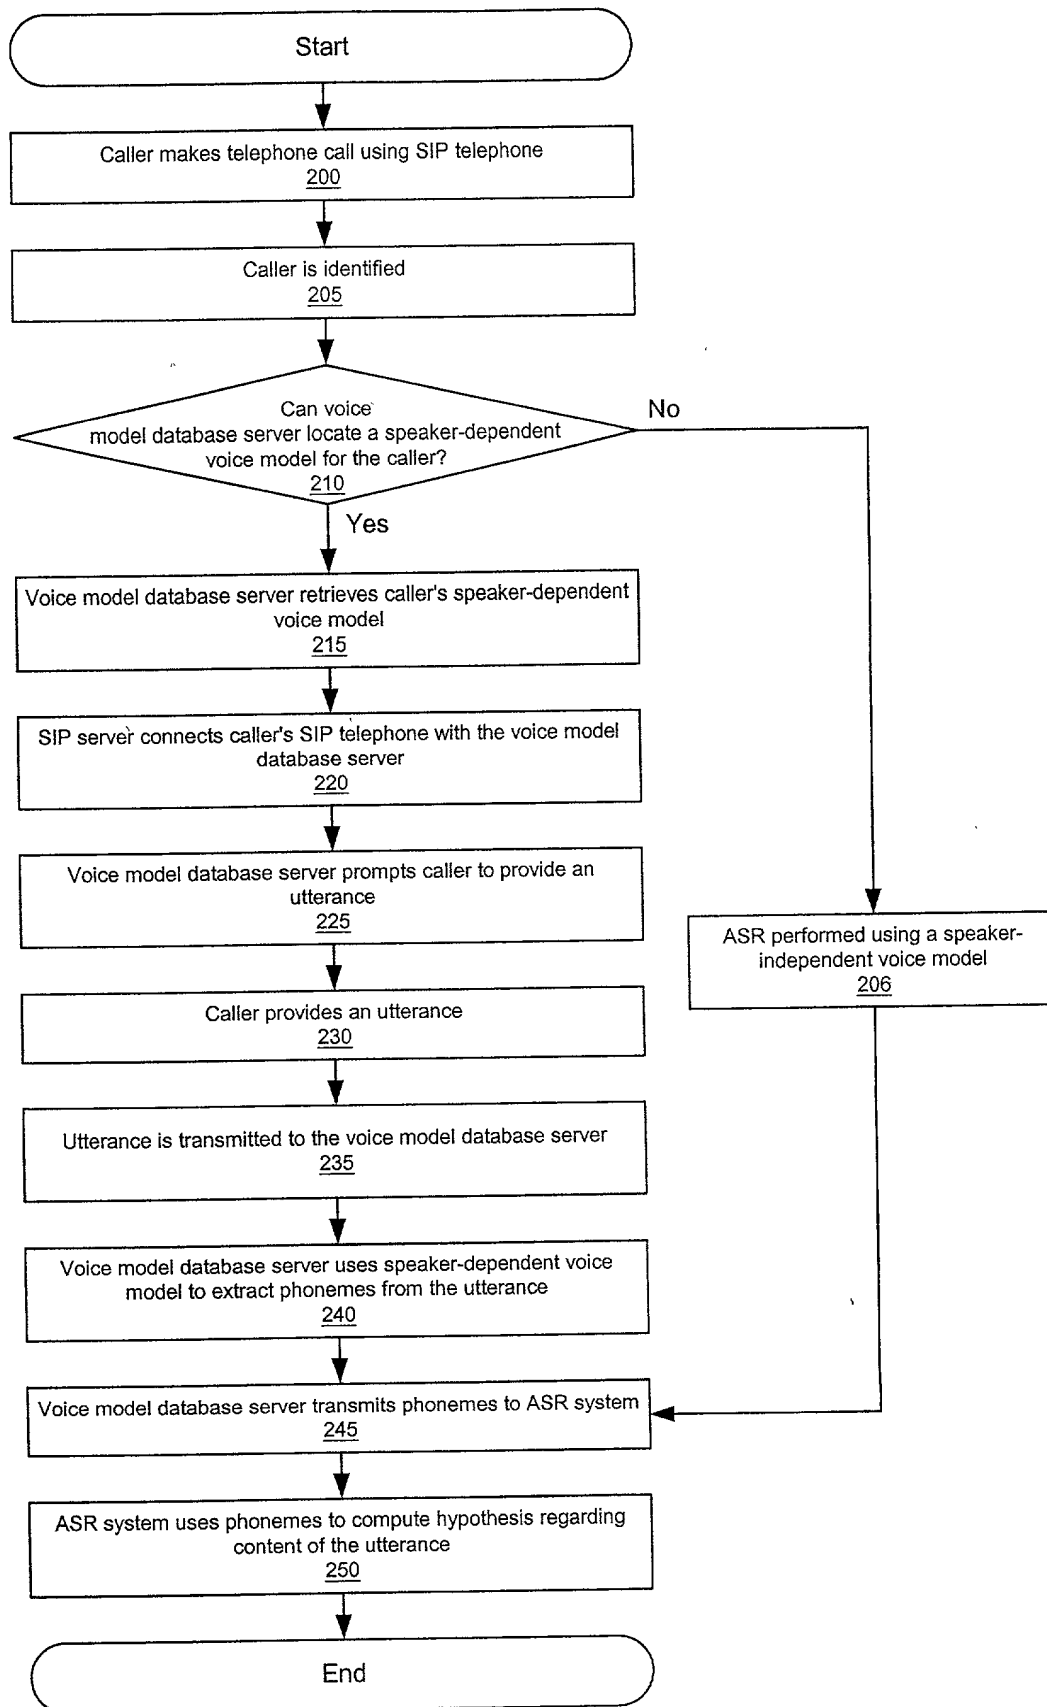 Start
Caller makes telephone call using SIP telephone
200
Caller is identified
205
Can voice
model database server locate a speaker-dependent
voice model for the caller?
210
No
Yes
Voice model database server retrieves caller's speaker-dependent
voice model
215
SIP server connects caller's SIP telephone with the voice model
database server
220
Voice model database server prompts caller to provide an
utterance
225
ASR performed using a speaker-
independent voice model
206
Caller provides an utterance
230
Utterance is transmitted to the voice model database server
235
Voice model database server uses speaker-dependent voice
model to extract phonemes from the utterance
240
Voice model database server transmits phonemes to ASR system
245
ASR system uses phonemes to compute hypothesis regarding
content of the utterance
250
End